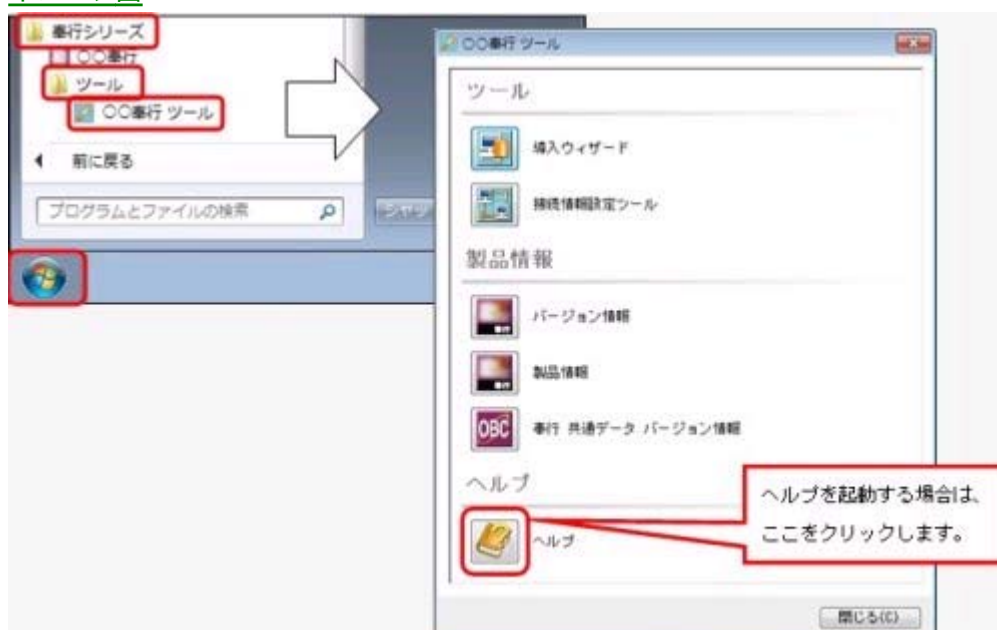 奉行シリーズ
〇〇奉行
ツール
〇〇奉行 ツール
前に戻る
プログラムとファイルの検索
シャッ
〇〇奉行 ツール
ツール
導入ウィザード
接続情報設定ツール
製品情報
バージョン情報
製品情報
OBC
奉行 共通データ バージョン情報
ヘルプ
ヘルプ
ヘルプを起動する場合は、
ここをクリックします。
閉じる(C)